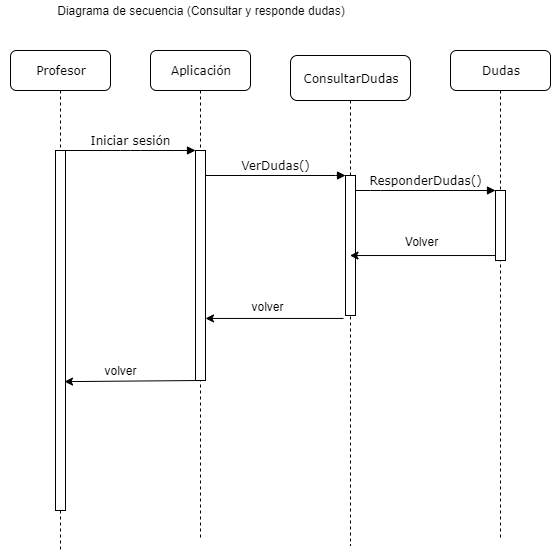 Diagrama de secuencia (Consultar y responde dudas)
Profesor
Aplicación
ConsultarDudas
Dudas
Iniciar sesión
VerDudas()
ResponderDudas()
Volver
volver
volver